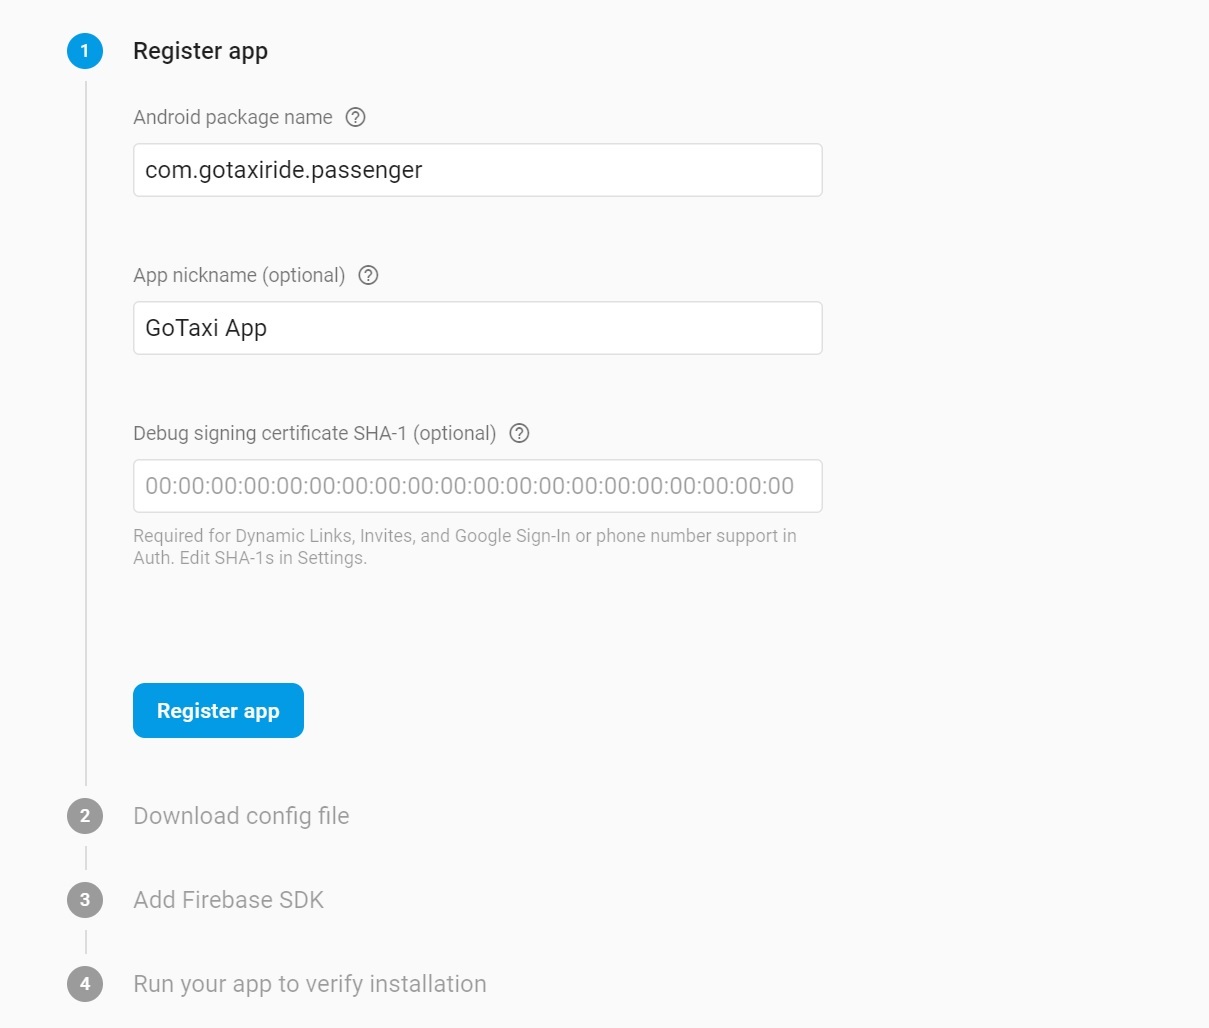 1 Register app
Android package name ?
com.gotaxiride.passenger
App nickname (optional) ?
GoTaxi App
Debug signing certificate SHA-1 (optional) ?
00:00:00:00:00:00:00:00:00:00:00:00:00:00:00:00:00:00:00:00
Required for Dynamic Links, Invites, and Google Sign-In or phone number support in
Auth. Edit SHA-1s in Settings.
Register app
2 Download config file
3 Add Firebase SDK
4 Run your app to verify installation